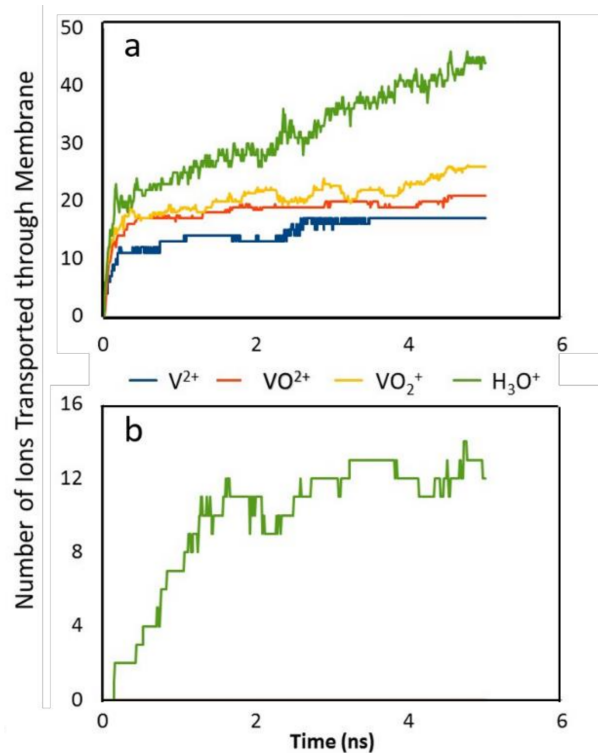 Number of Ions Transported through Membrane
a
50
40
30
20
10
0
0 2 4 6
V²⁺ VO²⁺ VO₂⁺ H₃O⁺
b
16
12
8
4
0
0 2 4 6
Time (ns)